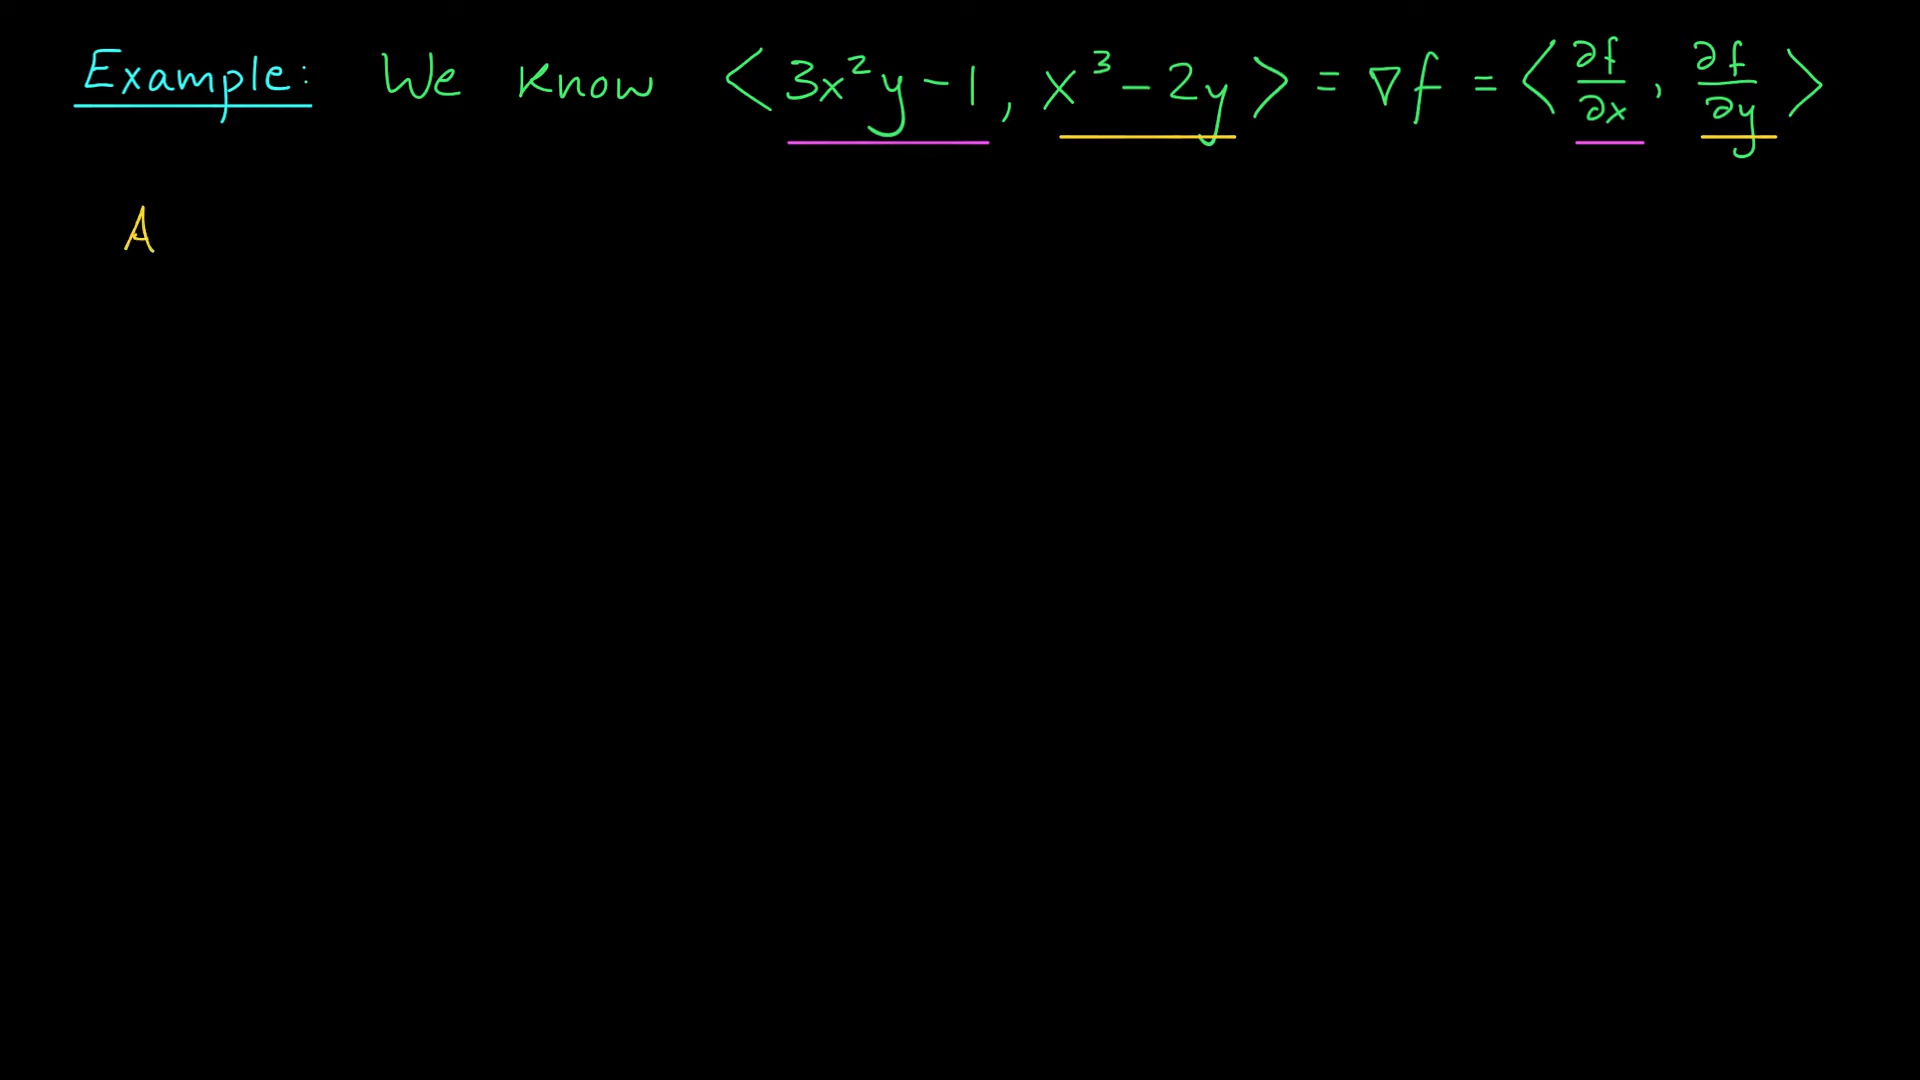 Example: We know <3x²y-1, x³-2y> = ∇f = <∂f/∂x, ∂f/∂y>
A